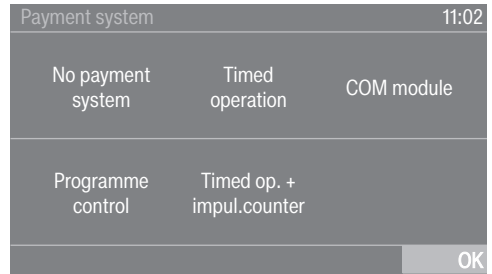 Payment system 11:02
No payment
system
Timed
operation
COM module
Programme
control
Timed op. +
impul.counter
OK